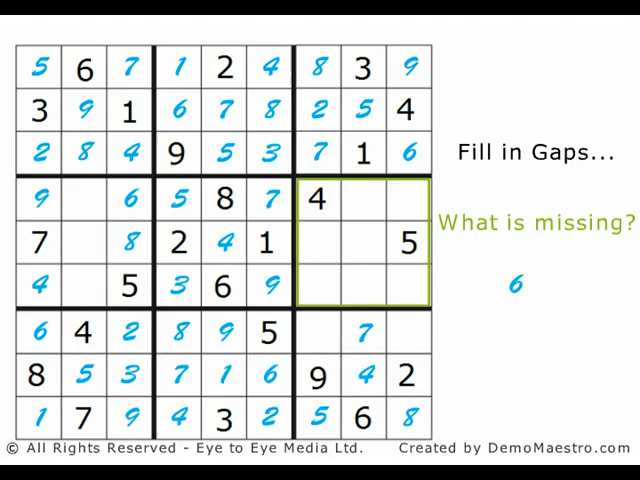 5 6 7 1 2 4 8 3 9
3 9 1 6 7 8 2 5 4
2 8 4 9 5 3 7 1 6
Fill in Gaps...
9 6 5 8 7 4
What is missing?
7 8 2 4 1 5
4 5 3 6 9
6
6 4 2 8 9 5 7
8 5 3 7 1 6 9 4 2
1 7 9 4 3 2 5 6 8
© All Rights Reserved - Eye to Eye Media Ltd. Created by DemoMaestro.com